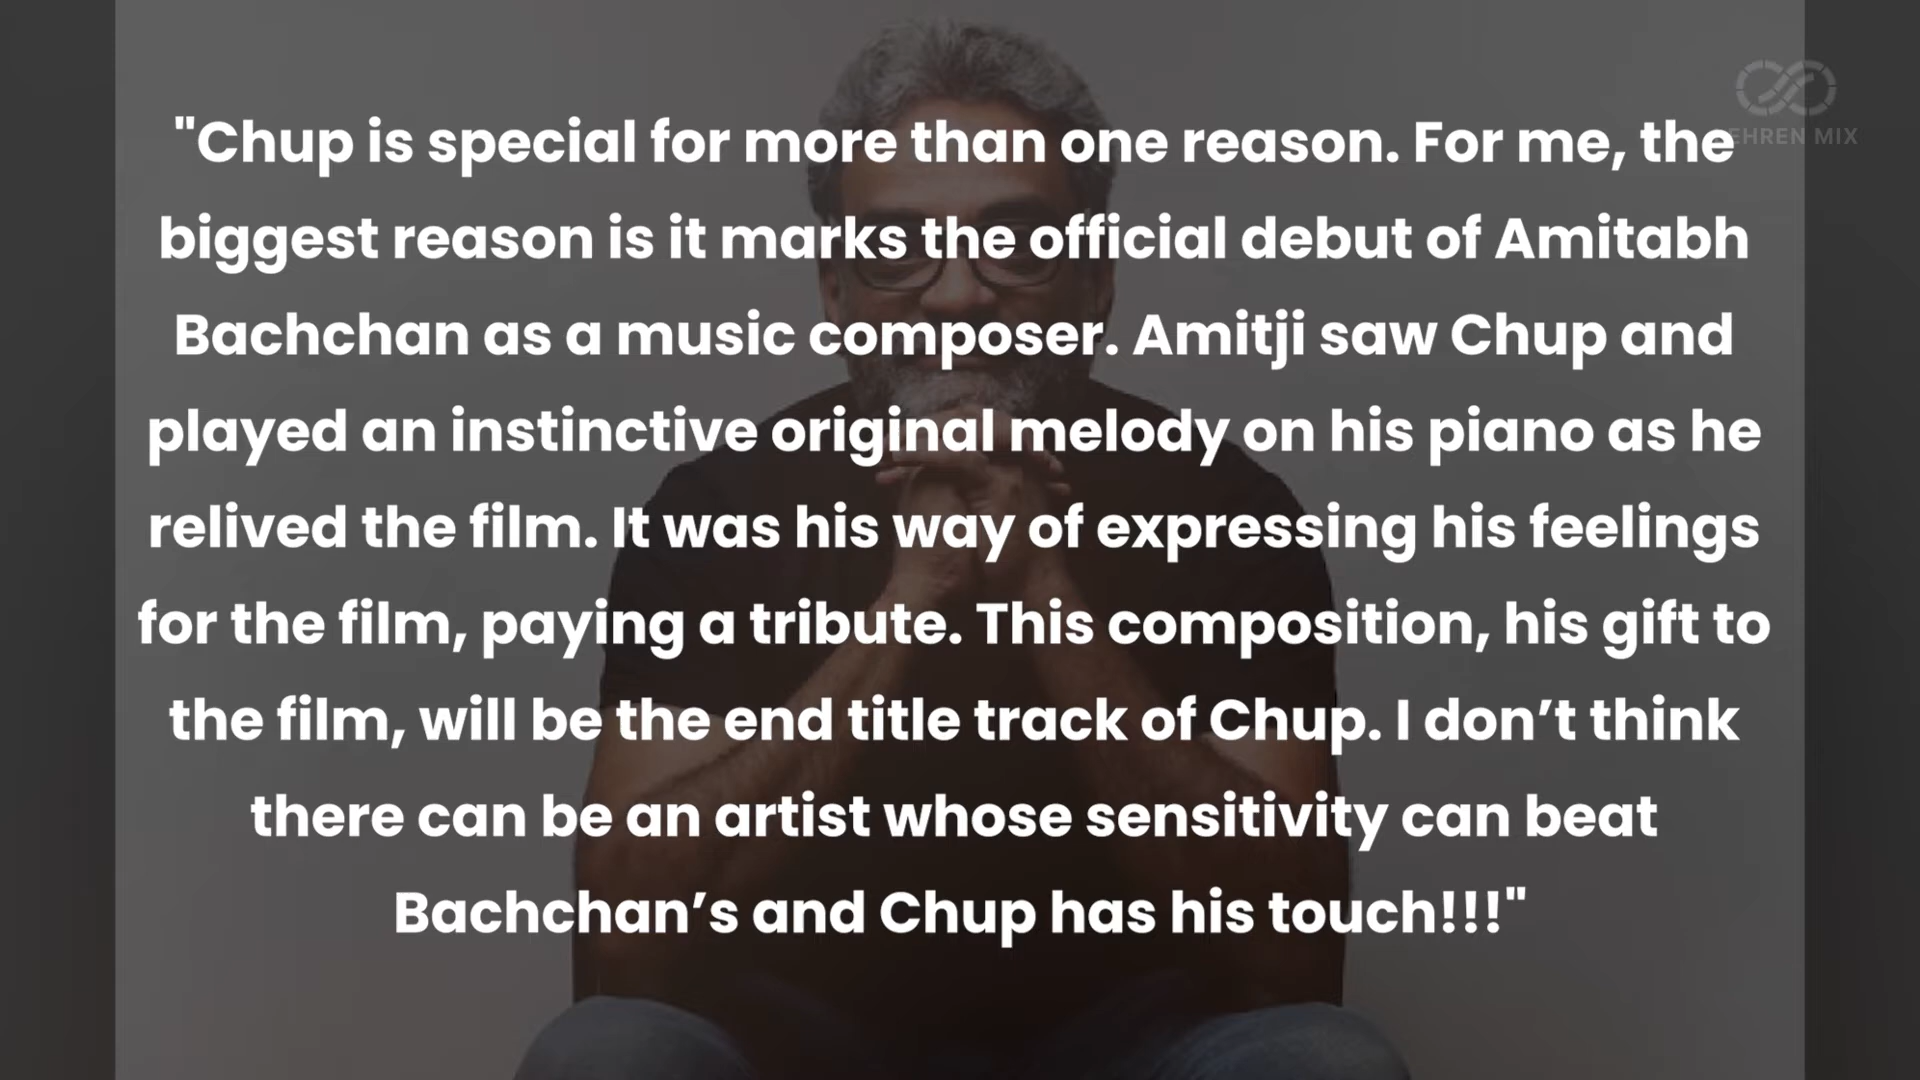 "Chup is special for more than one reason. For me, the
biggest reason is it marks the official debut of Amitabh
Bachchan as a music composer. Amitji saw Chup and
played an instinctive original melody on his piano as he
relived the film. It was his way of expressing his feelings
for the film, paying a tribute. This composition, his gift to
the film, will be the end title track of Chup. I don’t think
there can be an artist whose sensitivity can beat
Bachchan’s and Chup has his touch!!!"
MIX